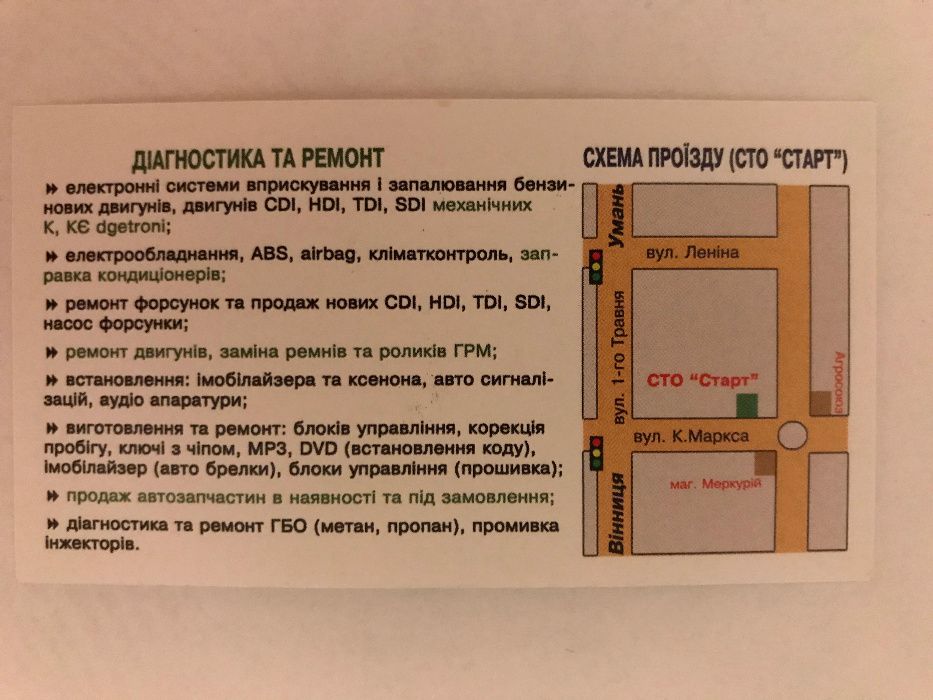 ДІАГНОСТИКА ТА РЕМОНТ
електронні системи вприскування і запалювання бензи-
нових двигунів, двигунів CDI, HDI, TDI, SDI механічних
К, КЄ dgetroni;
електрообладнання, ABS, airbag, кліматконтроль, зап-
равка кондиціонерів;
ремонт форсунок та продаж нових CDI, HDI, TDI, SDI,
насос форсунки;
ремонт двигунів, заміна ремнів та роликів ГРМ;
встановлення: імобілайзера та ксенона, авто сигналі-
зацій, аудіо апаратури;
виготовлення та ремонт: блоків управління, корекція
пробігу, ключі з чіпом, МР3, DVD (встановлення коду),
імобілайзер (авто брелки), блоки управління (прошивка);
продаж автозапчастин в наявності та під замовлення;
діагностика та ремонт ГБО (метан, пропан), промивка
інжекторів.
СХЕМА ПРОЇЗДУ (СТО “СТАРТ”)
Умань
вул. Леніна
вул. 1-го Травня
СТО “Старт”
Агросоюз
вул. К.Маркса
маг. Меркурій
Вінниця